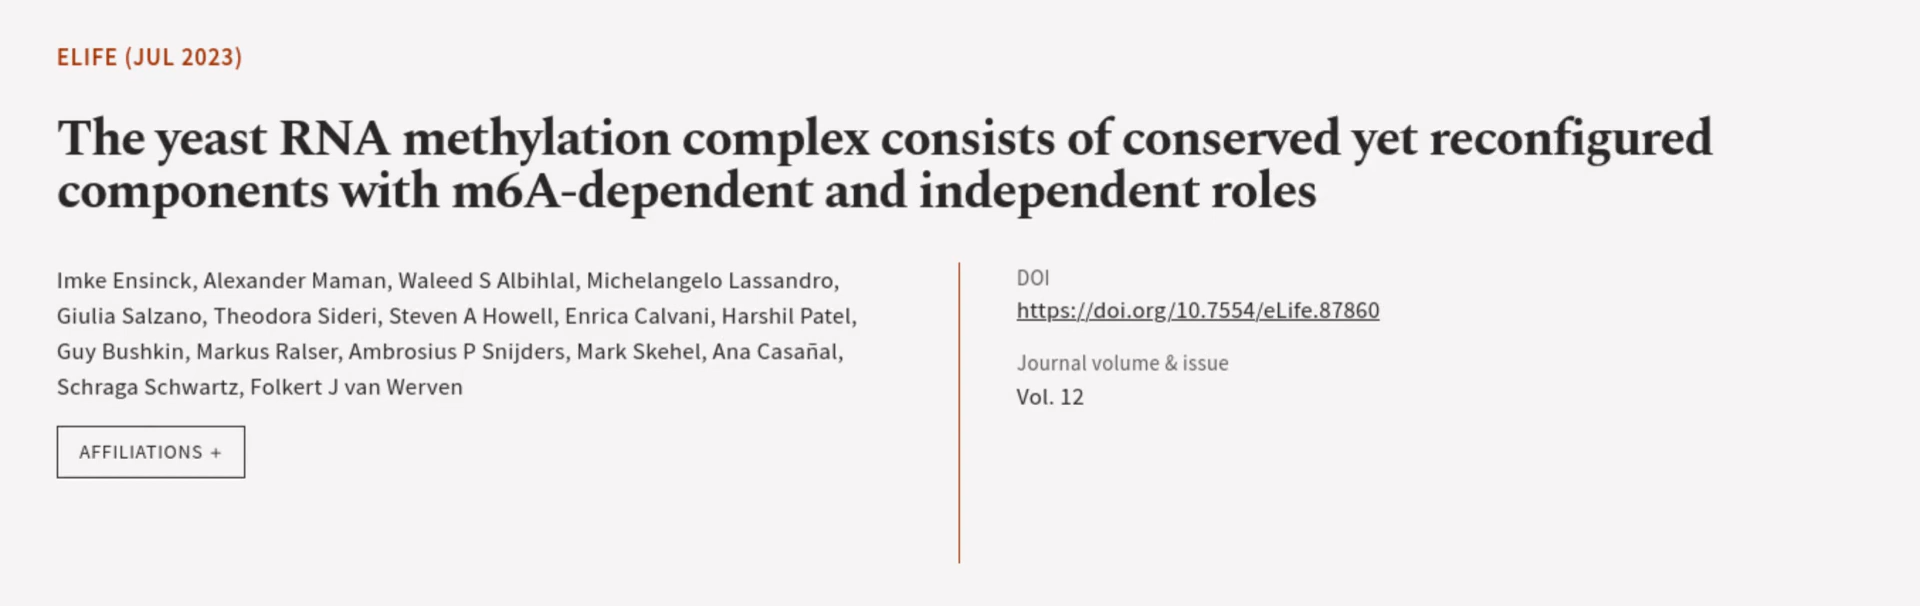 ELIFE (JUL 2023)
The yeast RNA methylation complex consists of conserved yet reconfigured
components with m6A-dependent and independent roles
Imke Ensinck, Alexander Maman, Waleed S Albihlal, Michelangelo Lassandro,
Giulia Salzano, Theodora Sideri, Steven A Howell, Enrica Calvani, Harshil Patel,
Guy Bushkin, Markus Ralser, Ambrosius P Snijders, Mark Skehel, Ana Casañal,
Schraga Schwartz, Folkert J van Werven
AFFILIATIONS +
DOI
https://doi.org/10.7554/eLife.87860
Journal volume & issue
Vol. 12